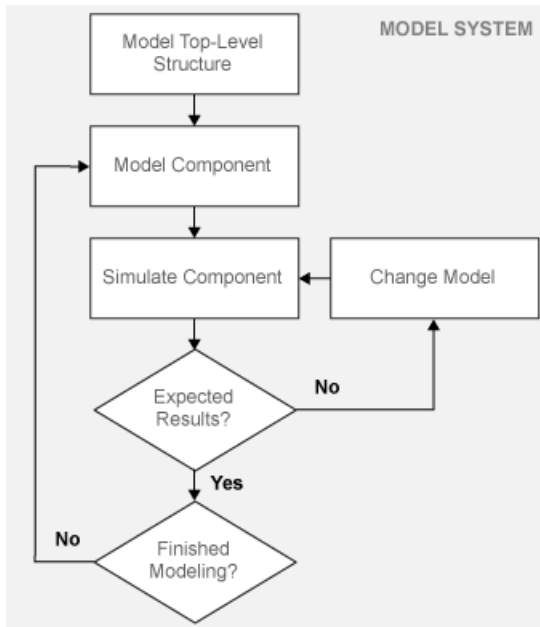 MODEL SYSTEM
Model Top-Level
Structure
Model Component
Simulate Component
Change Model
Expected
Results?
No
Yes
No
Finished
Modeling?